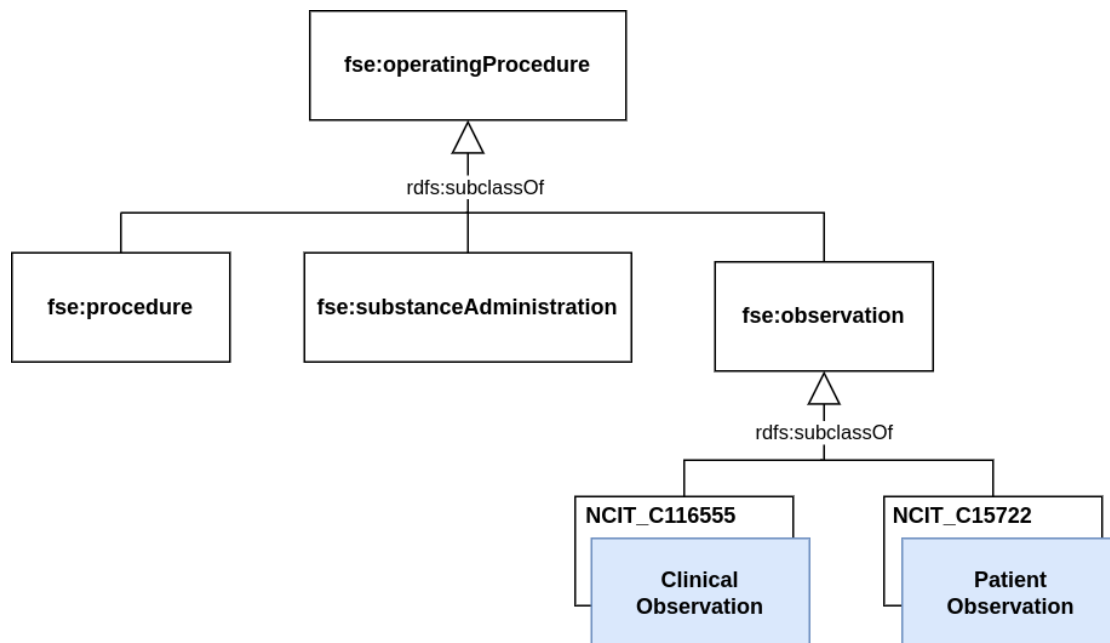 fse:operatingProcedure
rdfs:subclassOf
fse:procedure
fse:substanceAdministration
fse:observation
rdfs:subclassOf
NCIT_C116555
NCIT_C15722
Clinical
Observation
Patient
Observation